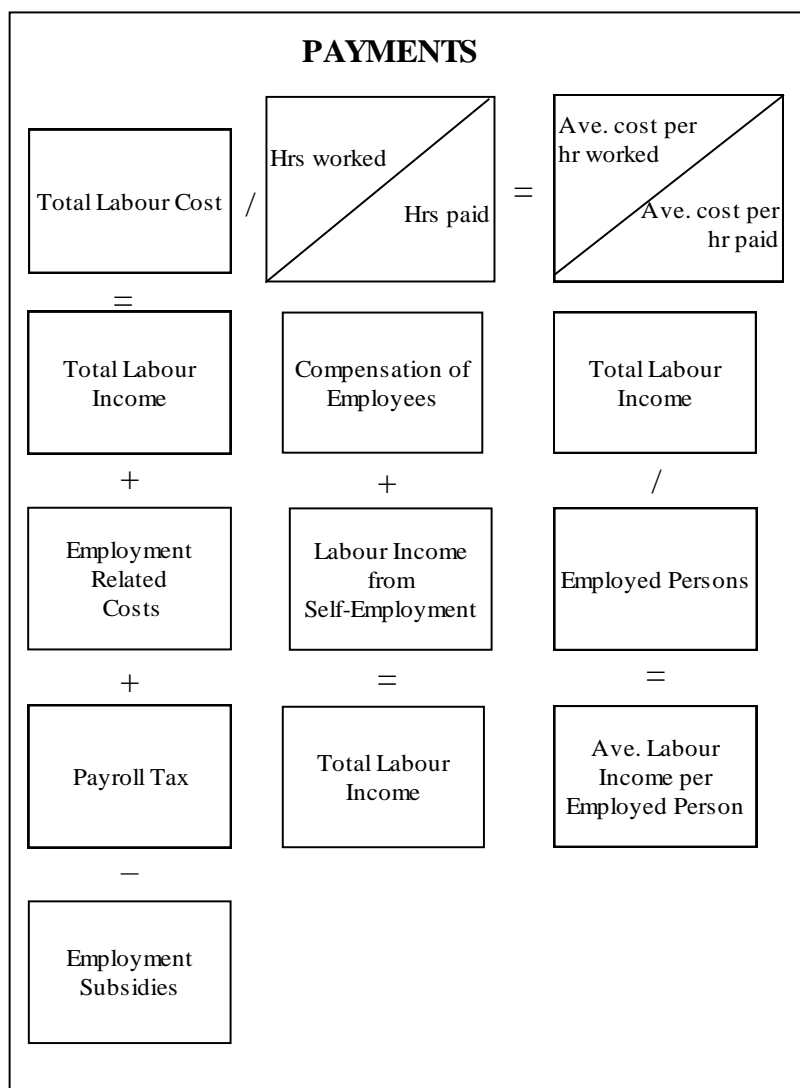 PAYMENTS
Total Labour Cost
/
Hrs worked
Hrs paid
=
Ave. cost per
hr worked
Ave. cost per
hr paid
=
Total Labour
Income
Compensation of
Employees
Total Labour
Income
+
+
/
Employment
Related
Costs
Labour Income
from
Self-Employment
Employed Persons
+
=
=
Payroll Tax
Total Labour
Income
Ave. Labour
Income per
Employed Person
–
Employment
Subsidies